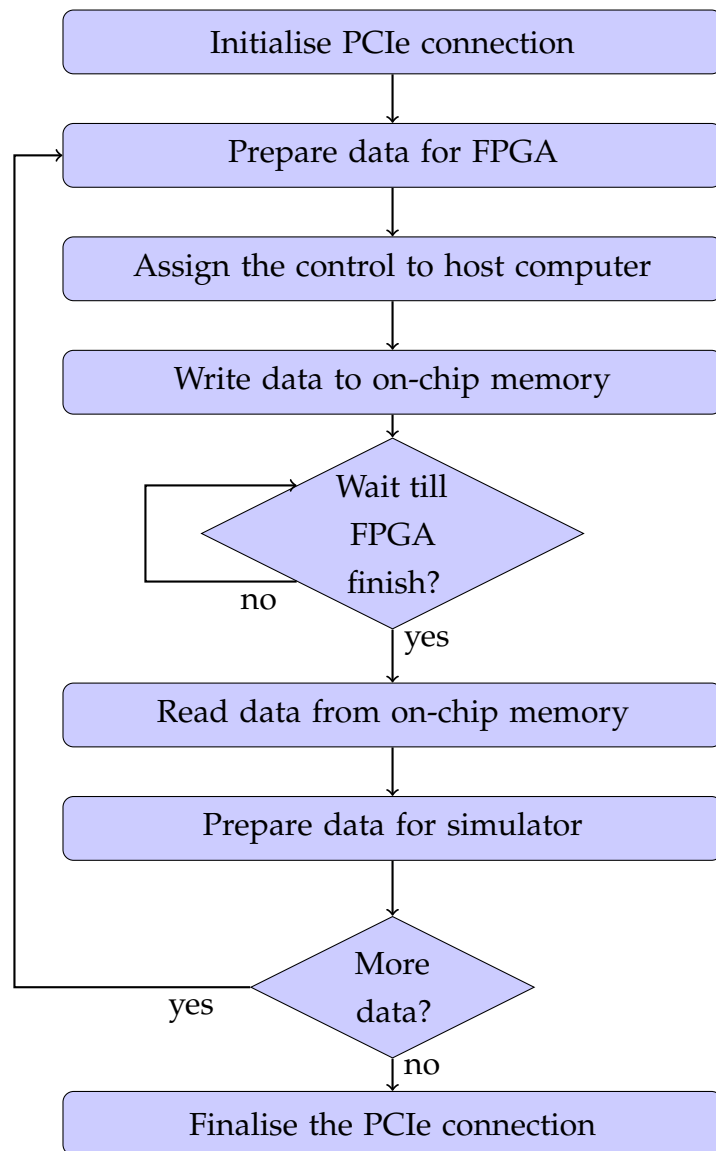 Initialise PCIe connection
Prepare data for FPGA
Assign the control to host computer
Write data to on-chip memory
Wait till
FPGA
finish?
no
yes
Read data from on-chip memory
Prepare data for simulator
More
data?
yes
no
Finalise the PCIe connection